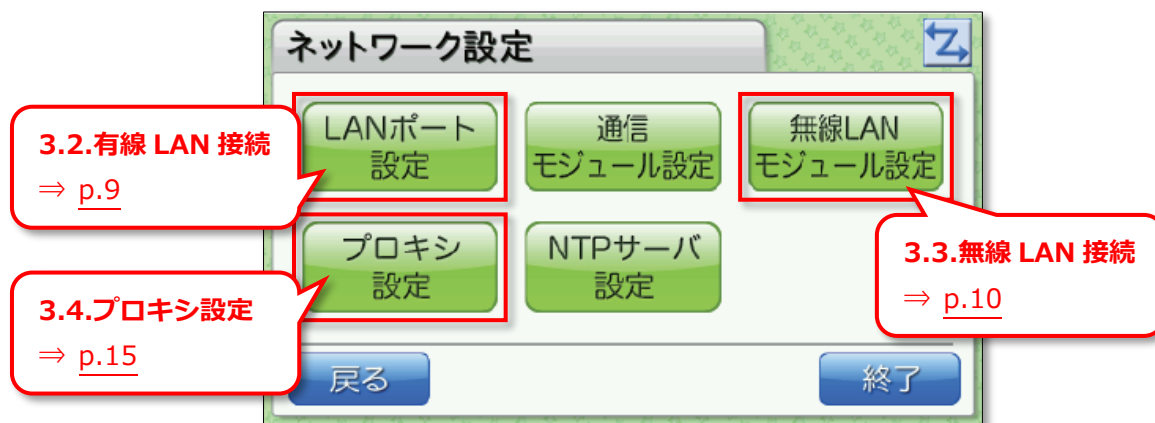 ネットワーク設定
Z
LANポート
設定
通信
モジュール設定
無線LAN
モジュール設定
3.2.有線 LAN 接続
⇒ p.9
プロキシ
設定
NTPサーバ
設定
3.3.無線 LAN 接続
⇒ p.10
3.4.プロキシ設定
⇒ p.15
戻る
終了